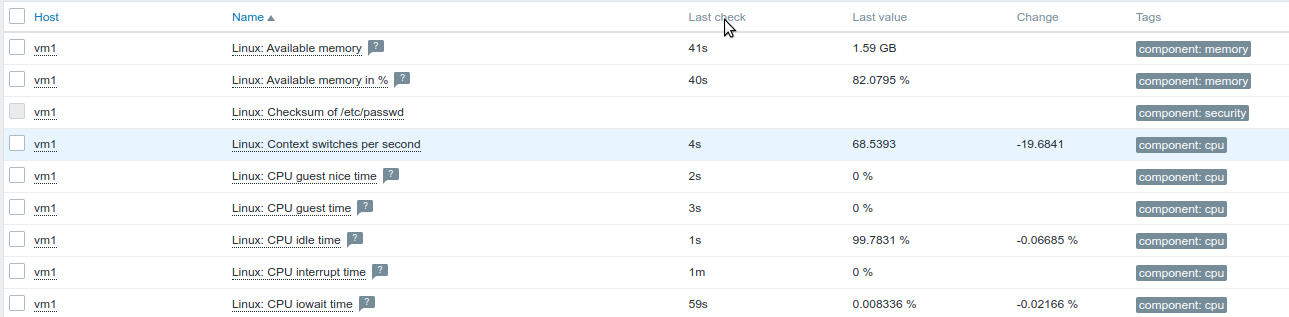 Host Name Last check Last value Change Tags
vm1 Linux: Available memory ? 41s 1.59 GB component: memory
vm1 Linux: Available memory in % ? 40s 82.0795 % component: memory
vm1 Linux: Checksum of /etc/passwd component: security
vm1 Linux: Context switches per second 4s 68.5393 -19.6841 component: cpu
vm1 Linux: CPU guest nice time ? 2s 0 % component: cpu
vm1 Linux: CPU guest time ? 3s 0 % component: cpu
vm1 Linux: CPU idle time ? 1s 99.7831 % -0.06685 % component: cpu
vm1 Linux: CPU interrupt time ? 1m 0 % component: cpu
vm1 Linux: CPU iowait time ? 59s 0.008336 % -0.02166 % component: cpu